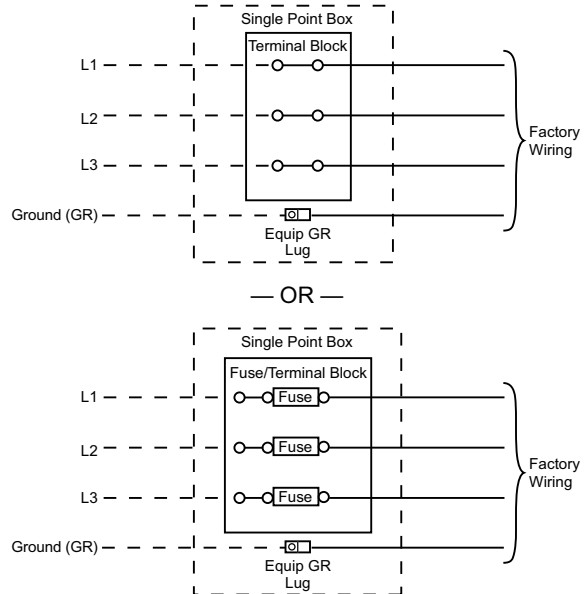 Single Point Box
Terminal Block
L1
L2
L3
Factory
Wiring
Ground (GR)
Equip GR
Lug
— OR —
Single Point Box
Fuse/Terminal Block
L1
Fuse
L2
Fuse
L3
Fuse
Factory
Wiring
Ground (GR)
Equip GR
Lug